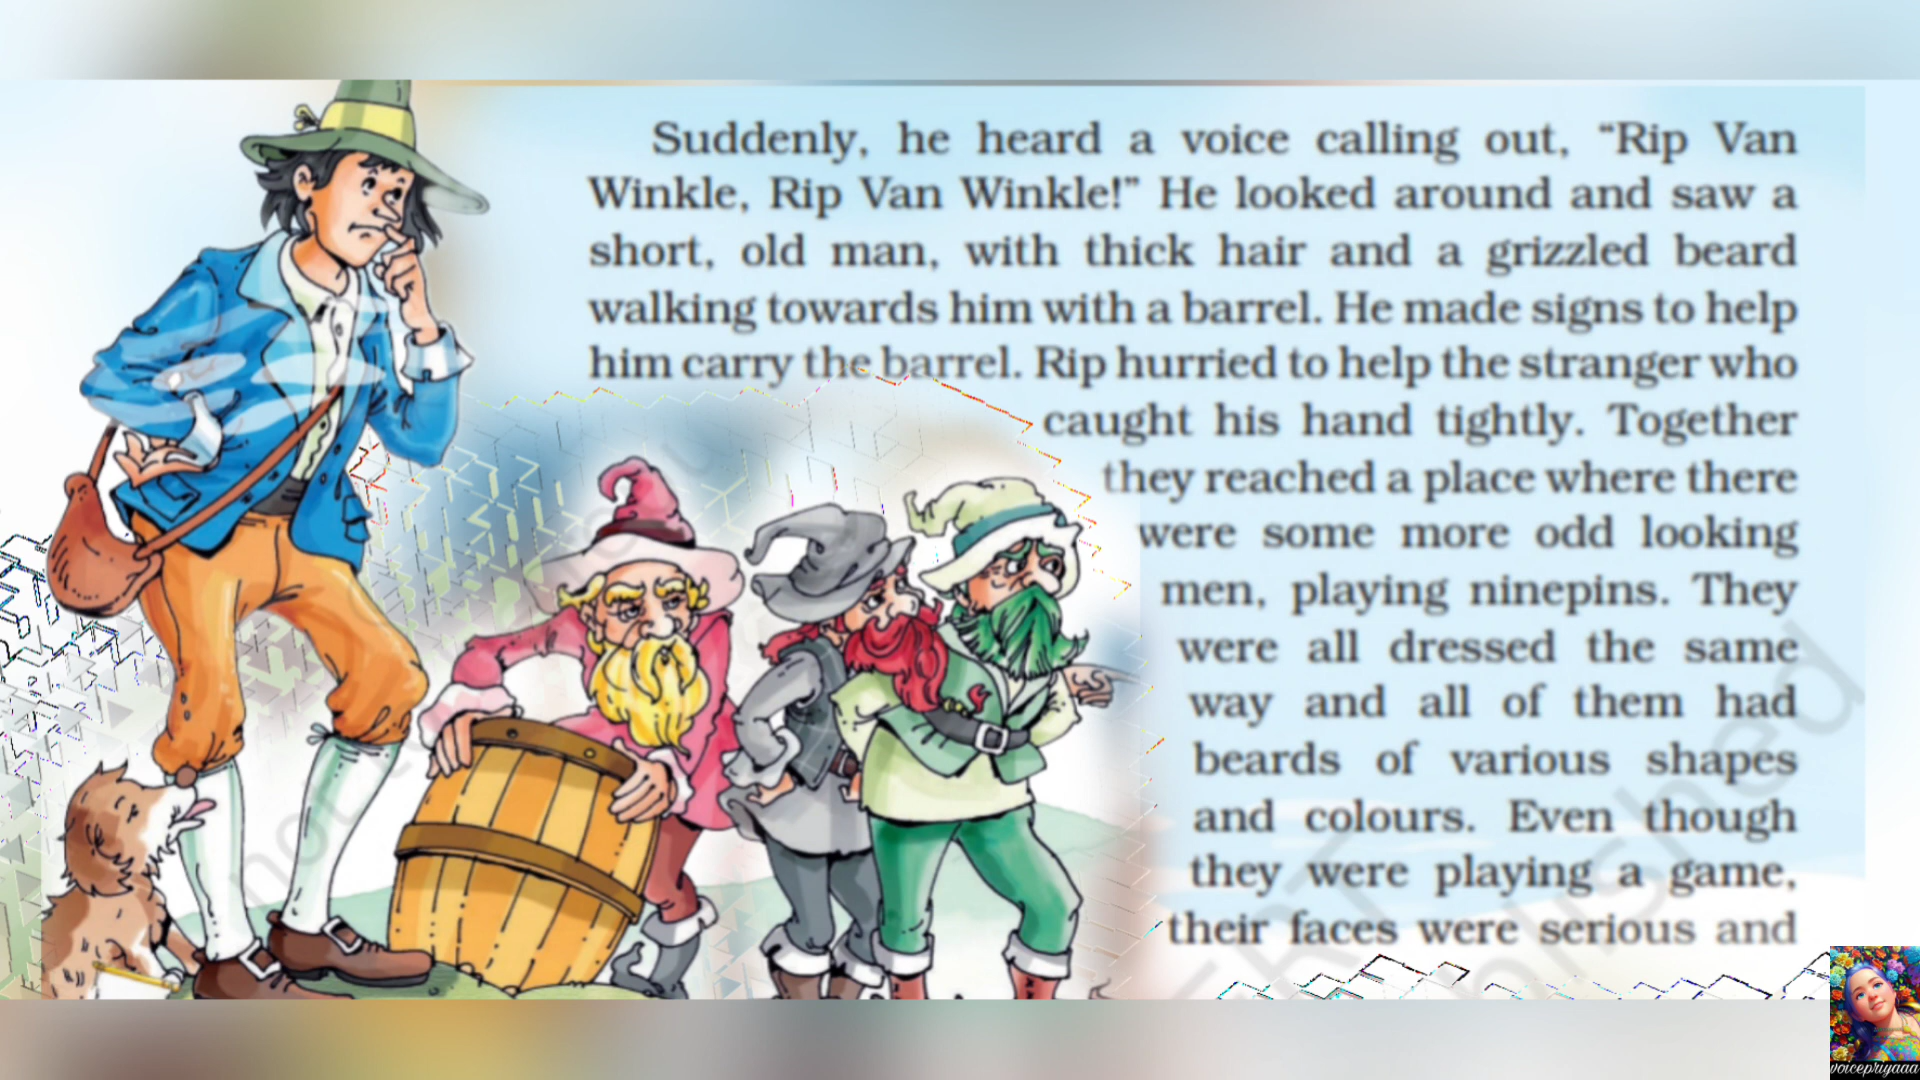 Suddenly, he heard a voice calling out, “Rip Van
Winkle, Rip Van Winkle!” He looked around and saw a
short, old man, with thick hair and a grizzled beard
walking towards him with a barrel. He made signs to help
him carry the barrel. Rip hurried to help the stranger who
caught his hand tightly. Together
they reached a place where there
were some more odd looking
men, playing ninepins. They
were all dressed the same
way and all of them had
beards of various shapes
and colours. Even though
they were playing a game,
their faces were serious and
not
voicepriyaaa